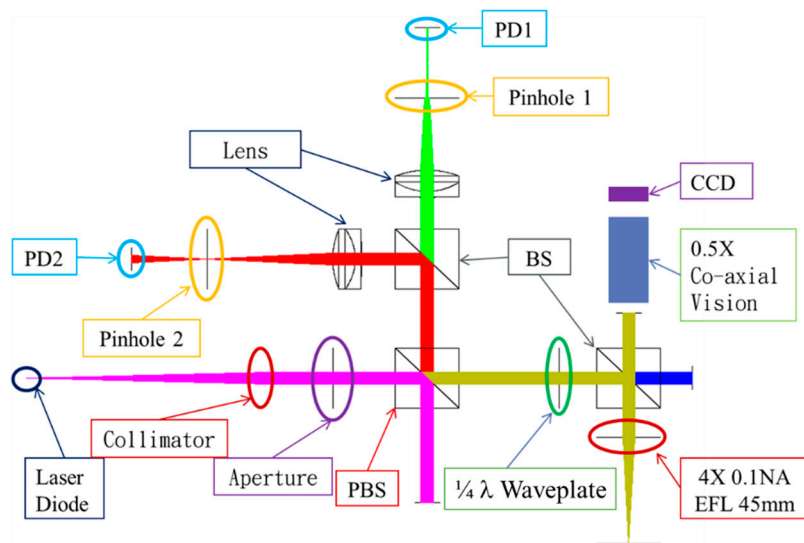 PD1
Pinhole 1
Lens
CCD
PD2
BS
0.5X
Co-axial
Vision
Pinhole 2
Collimator
Laser
Diode
Aperture
PBS
¼ λ Waveplate
4X 0.1NA
EFL 45mm